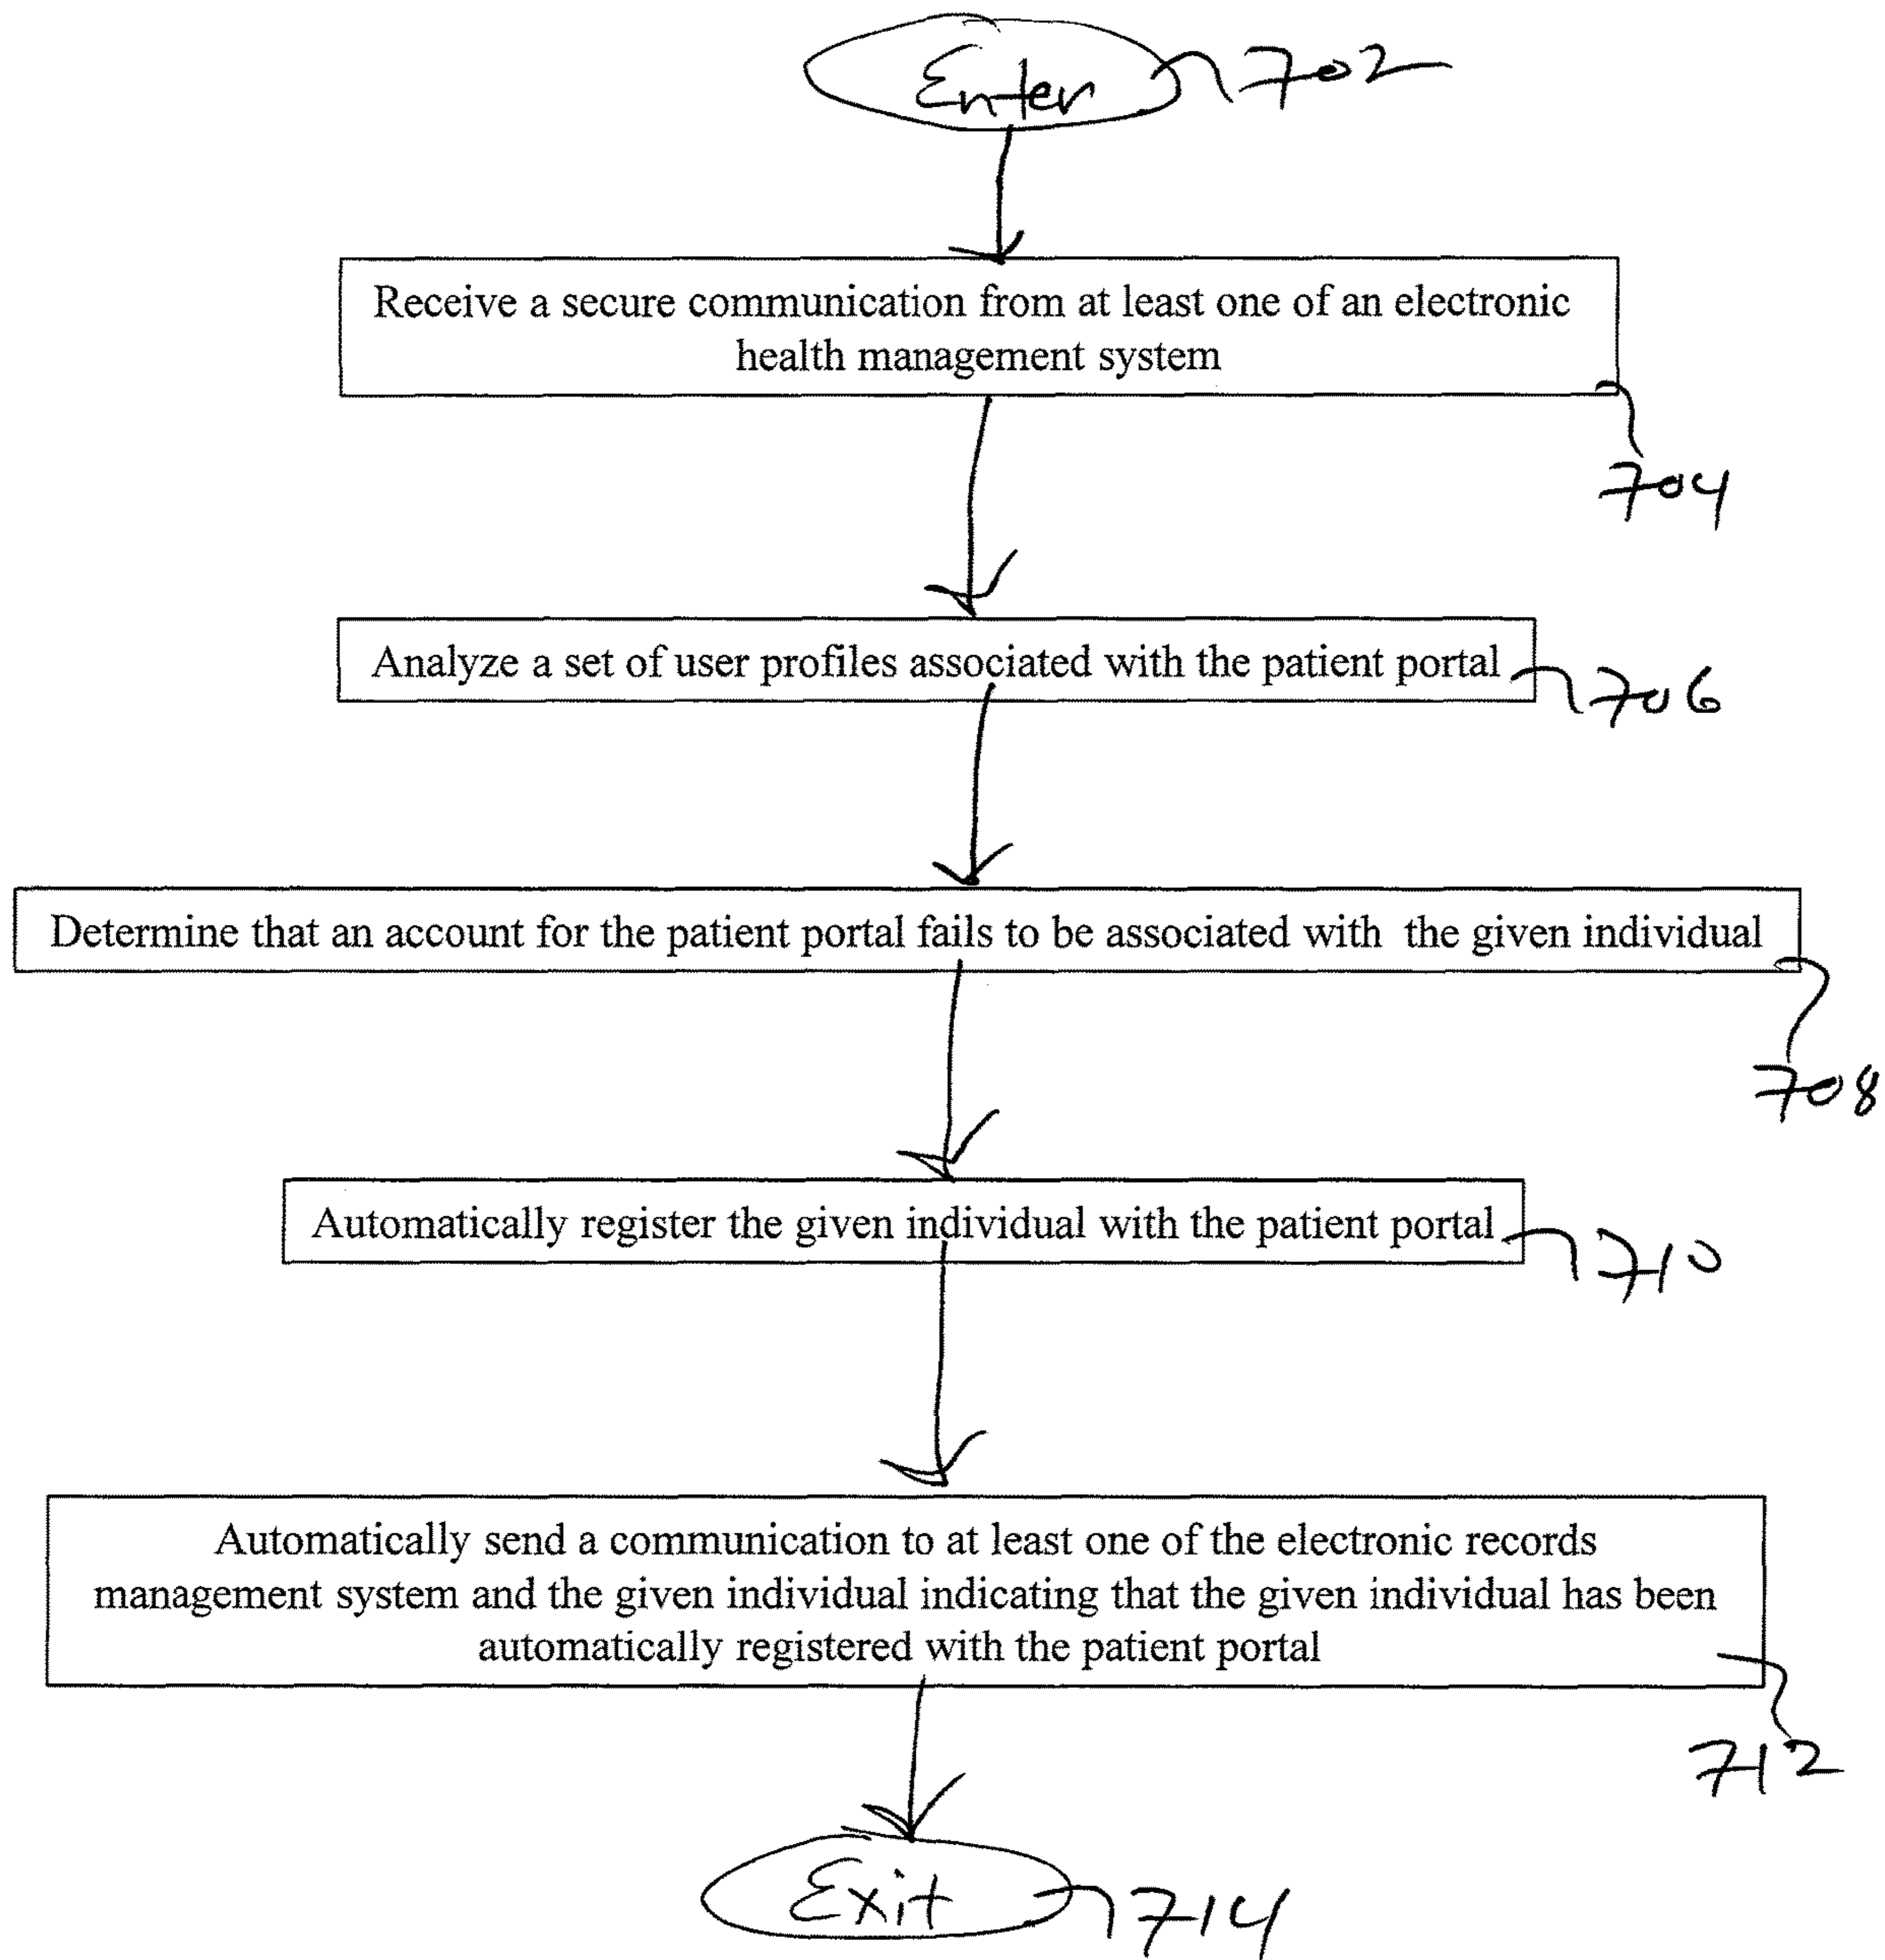 Enter 702
Receive a secure communication from at least one of an electronic
health management system
704
Analyze a set of user profiles associated with the patient portal 706
Determine that an account for the patient portal fails to be associated with the given individual
708
Automatically register the given individual with the patient portal 710
Automatically send a communication to at least one of the electronic records
management system and the given individual indicating that the given individual has been
automatically registered with the patient portal
712
Exit 714